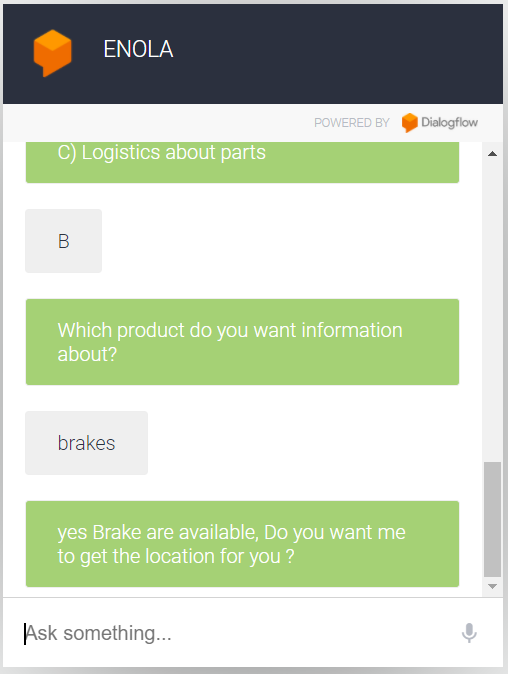 ENOLA
POWERED BY Dialogflow
C) Logistics about parts
B
Which product do you want information
about?
brakes
yes Brake are available, Do you want me
to get the location for you ?
Ask something...